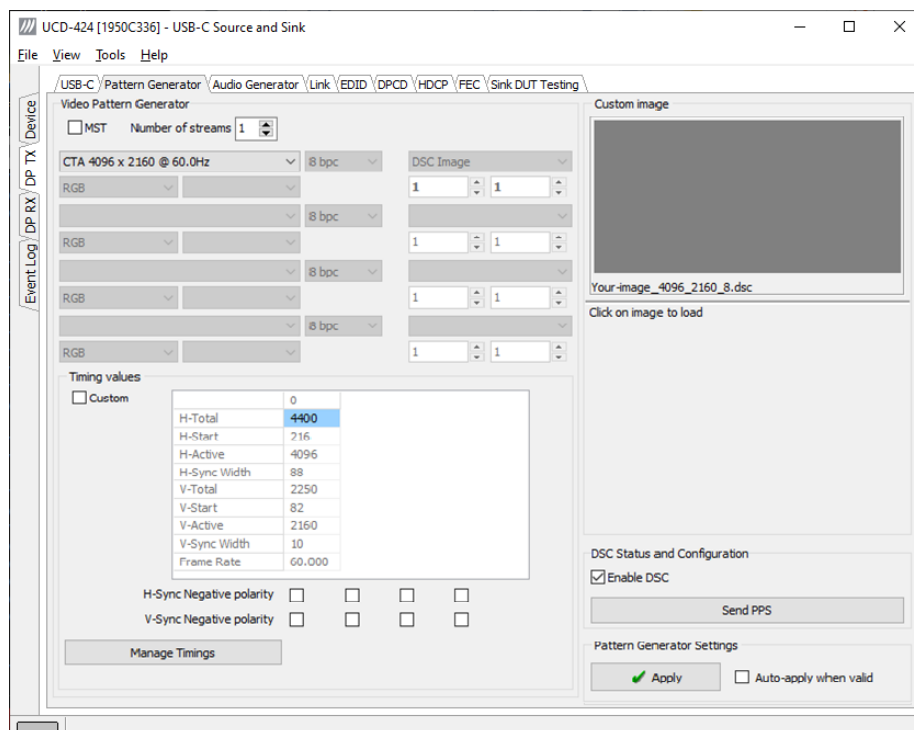 UCD-424 [1950C336] - USB-C Source and Sink
File View Tools Help
USB-C Pattern Generator Audio Generator Link EDID DPCD HDCP FEC Sink DUT Testing
Device
DP TX
DP RX
Event Log
Video Pattern Generator
MST Number of streams 1
CTA 4096 x 2160 @ 60.0Hz 8 bpc DSC Image
RGB 1 1
8 bpc
RGB 1 1
8 bpc
RGB 1 1
8 bpc
RGB 1 1
Timing values
Custom
0
H-Total 4400
H-Start 216
H-Active 4096
H-Sync Width 88
V-Total 2250
V-Start 82
V-Active 2160
V-Sync Width 10
Frame Rate 60.000
H-Sync Negative polarity
V-Sync Negative polarity
Manage Timings
Custom image
Your-image_4096_2160_8.dsc
Click on image to load
DSC Status and Configuration
Enable DSC
Send PPS
Pattern Generator Settings
Apply Auto-apply when valid